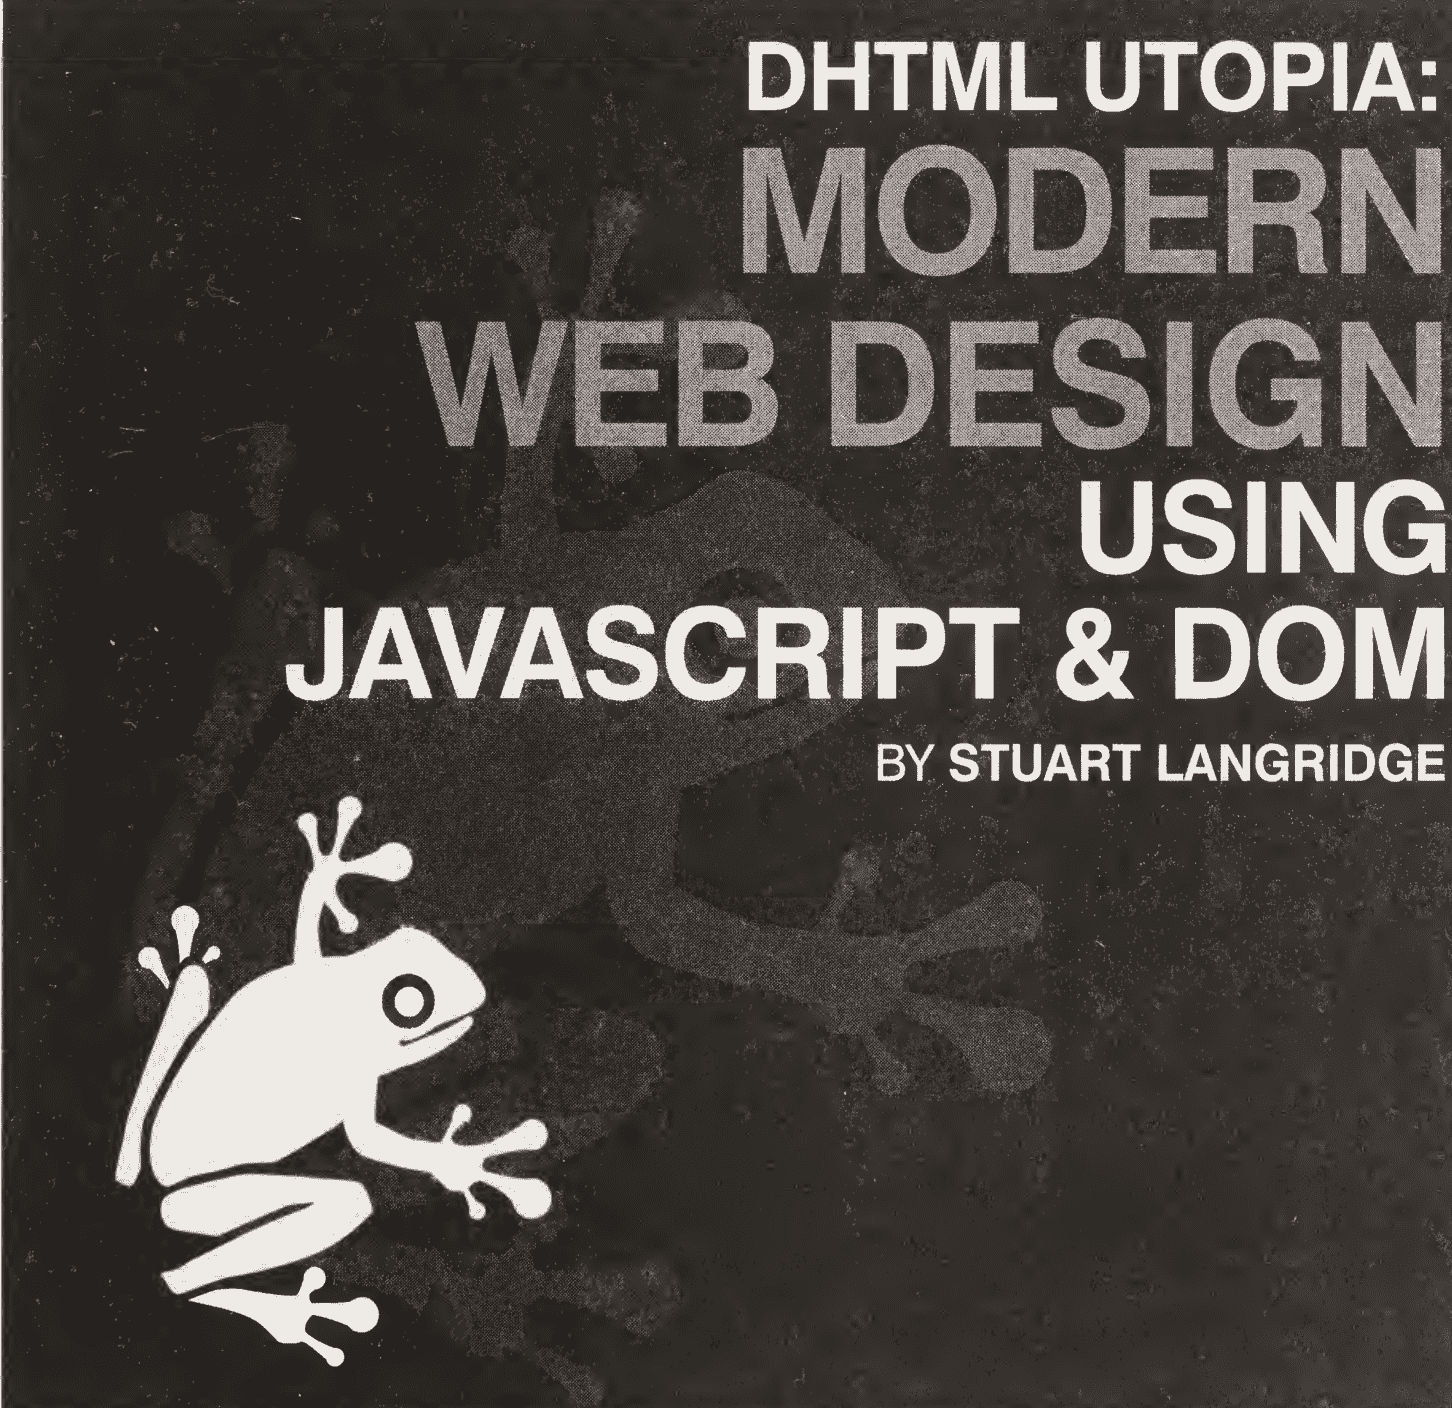 DHTML UTOPIA:
MODERN
WEB DESIGN
USING
JAVASCRIPT & DOM
BY STUART LANGRIDGE